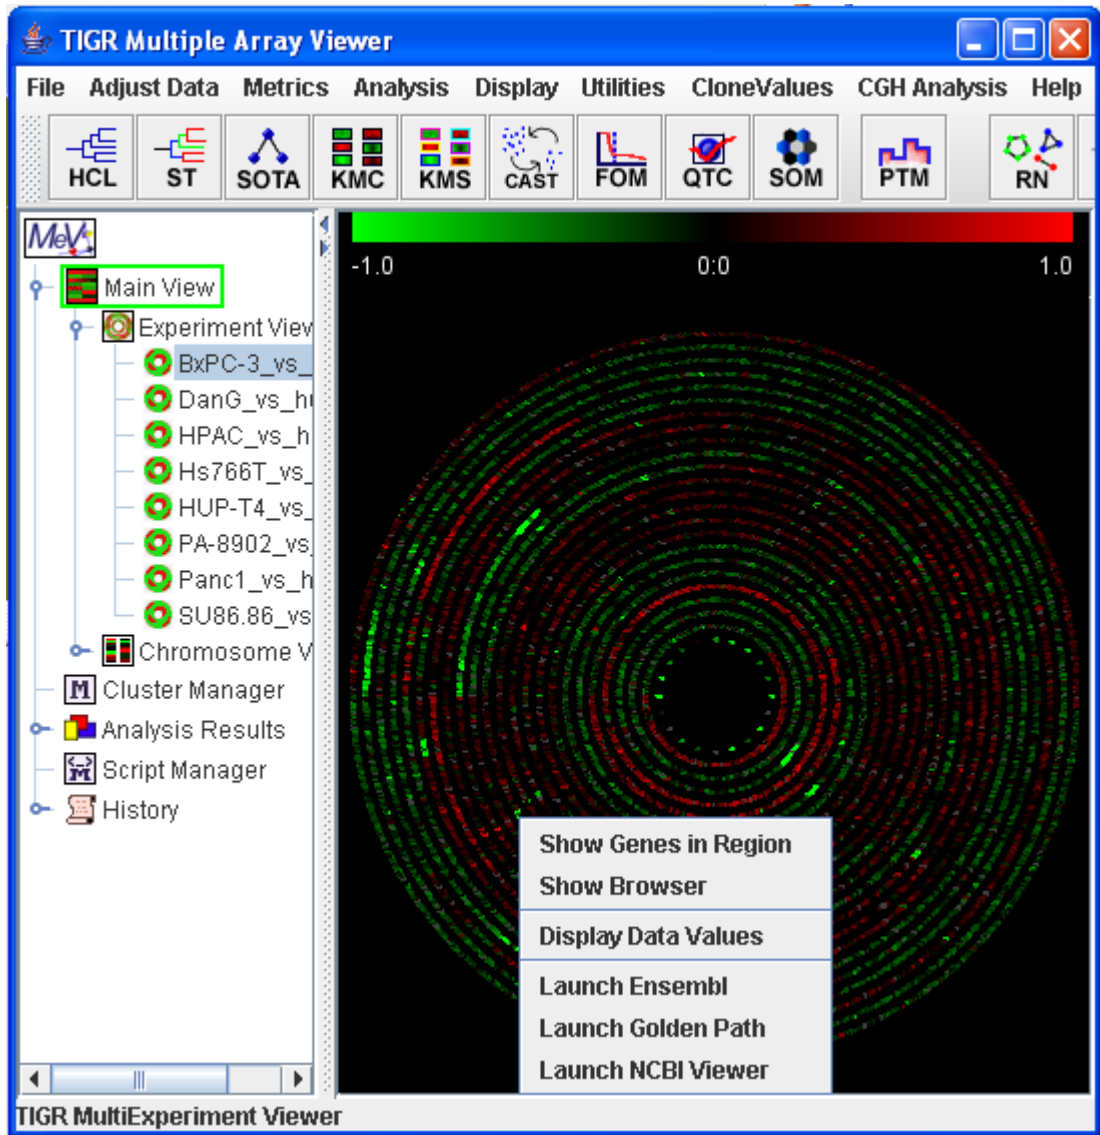 TIGR Multiple Array Viewer
File Adjust Data Metrics Analysis Display Utilities CloneValues CGH Analysis Help
HCL ST SOTA KMC KMS CAST FOM QTC SOM PTM RN
MeV
-1.0 0:0 1.0
Main View
Experiment View
BxPC-3_vs_
DanG_vs_hu
HPAC_vs_h
Hs766T_vs_
HUP-T4_vs_
PA-8902_vs_
Panc1_vs_h
SU86.86_vs
Chromosome V
M Cluster Manager
Analysis Results
Script Manager
History
Show Genes in Region
Show Browser
Display Data Values
Launch Ensembl
Launch Golden Path
Launch NCBI Viewer
TIGR MultiExperiment Viewer